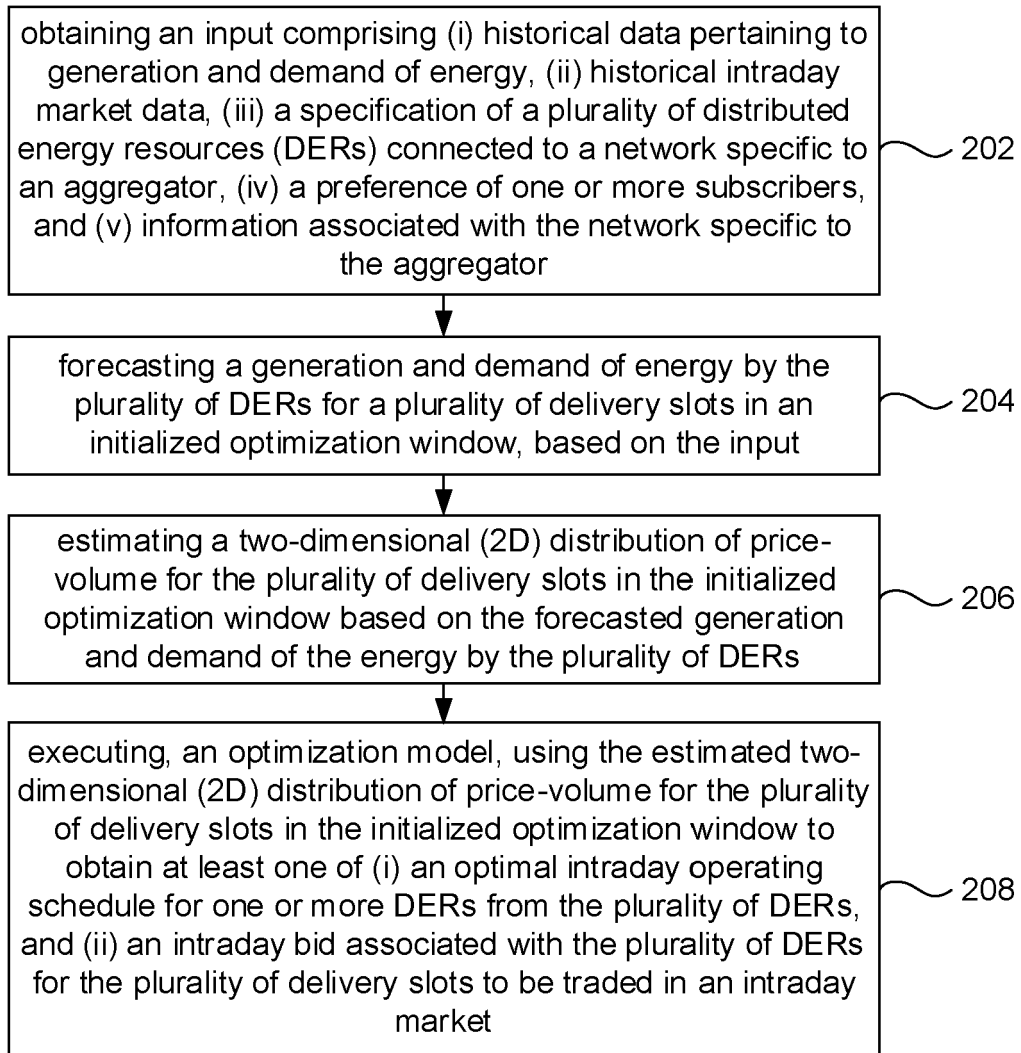 obtaining an input comprising (i) historical data pertaining to
generation and demand of energy, (ii) historical intraday
market data, (iii) a specification of a plurality of distributed
energy resources (DERs) connected to a network specific to
an aggregator, (iv) a preference of one or more subscribers,
and (v) information associated with the network specific to
the aggregator
202
forecasting a generation and demand of energy by the
plurality of DERs for a plurality of delivery slots in an
initialized optimization window, based on the input
204
estimating a two-dimensional (2D) distribution of price-
volume for the plurality of delivery slots in the initialized
optimization window based on the forecasted generation
and demand of the energy by the plurality of DERs
206
executing, an optimization model, using the estimated two-
dimensional (2D) distribution of price-volume for the plurality
of delivery slots in the initialized optimization window to
obtain at least one of (i) an optimal intraday operating
schedule for one or more DERs from the plurality of DERs,
and (ii) an intraday bid associated with the plurality of DERs
for the plurality of delivery slots to be traded in an intraday
market
208